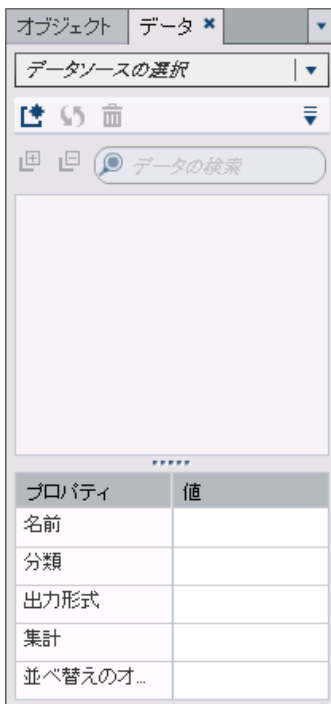 オブジェクト データ
データソースの選択
データの検索
プロパティ 値
名前
分類
出力形式
集計
並べ替えのオ...